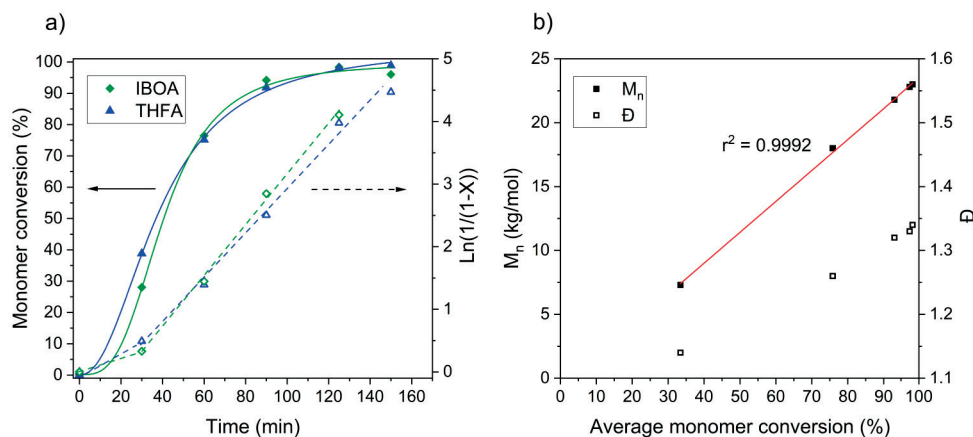 a)
100
90
80
70
60
50
40
30
20
10
0
Monomer conversion (%)
IBOA
THFA
5
4
3
2
1
0
Ln(1/(1-X)
0 20 40 60 80 100 120 140 160
Time (min)
b)
25
20
15
10
5
0
Mₙ (kg/mol)
Mₙ
Đ
r² = 0.9992
1.6
1.5
1.4
1.3
1.2
1.1
Đ
0 10 20 30 40 50 60 70 80 90 100
Average monomer conversion (%)